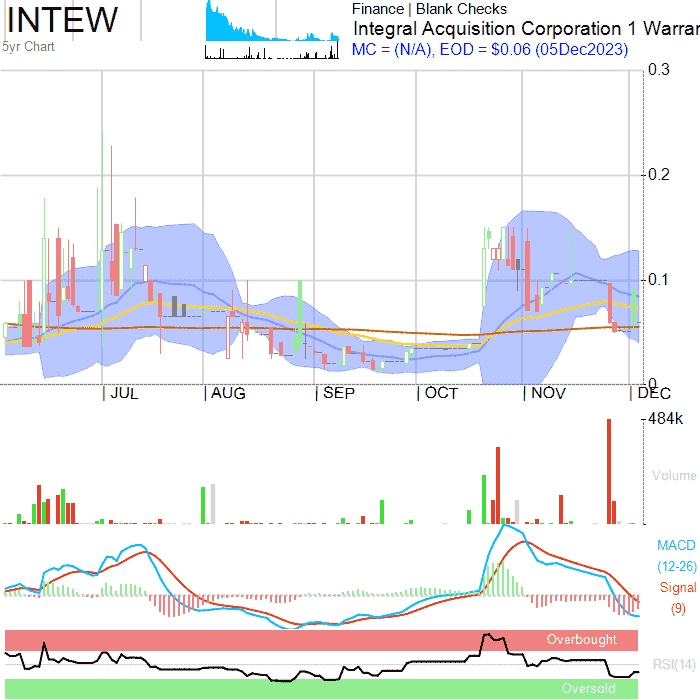 INTEW
5yr Chart
Finance | Blank Checks
Integral Acquisition Corporation 1 Warrar
MC = (N/A), EOD = $0.06 (05Dec2023)
0.3
0.2
0.1
0
JUL
AUG
SEP
OCT
NOV
DEC
484k
Volume
MACD
(12-26)
Signal
(9)
Overbought
RSI(14)
Oversold